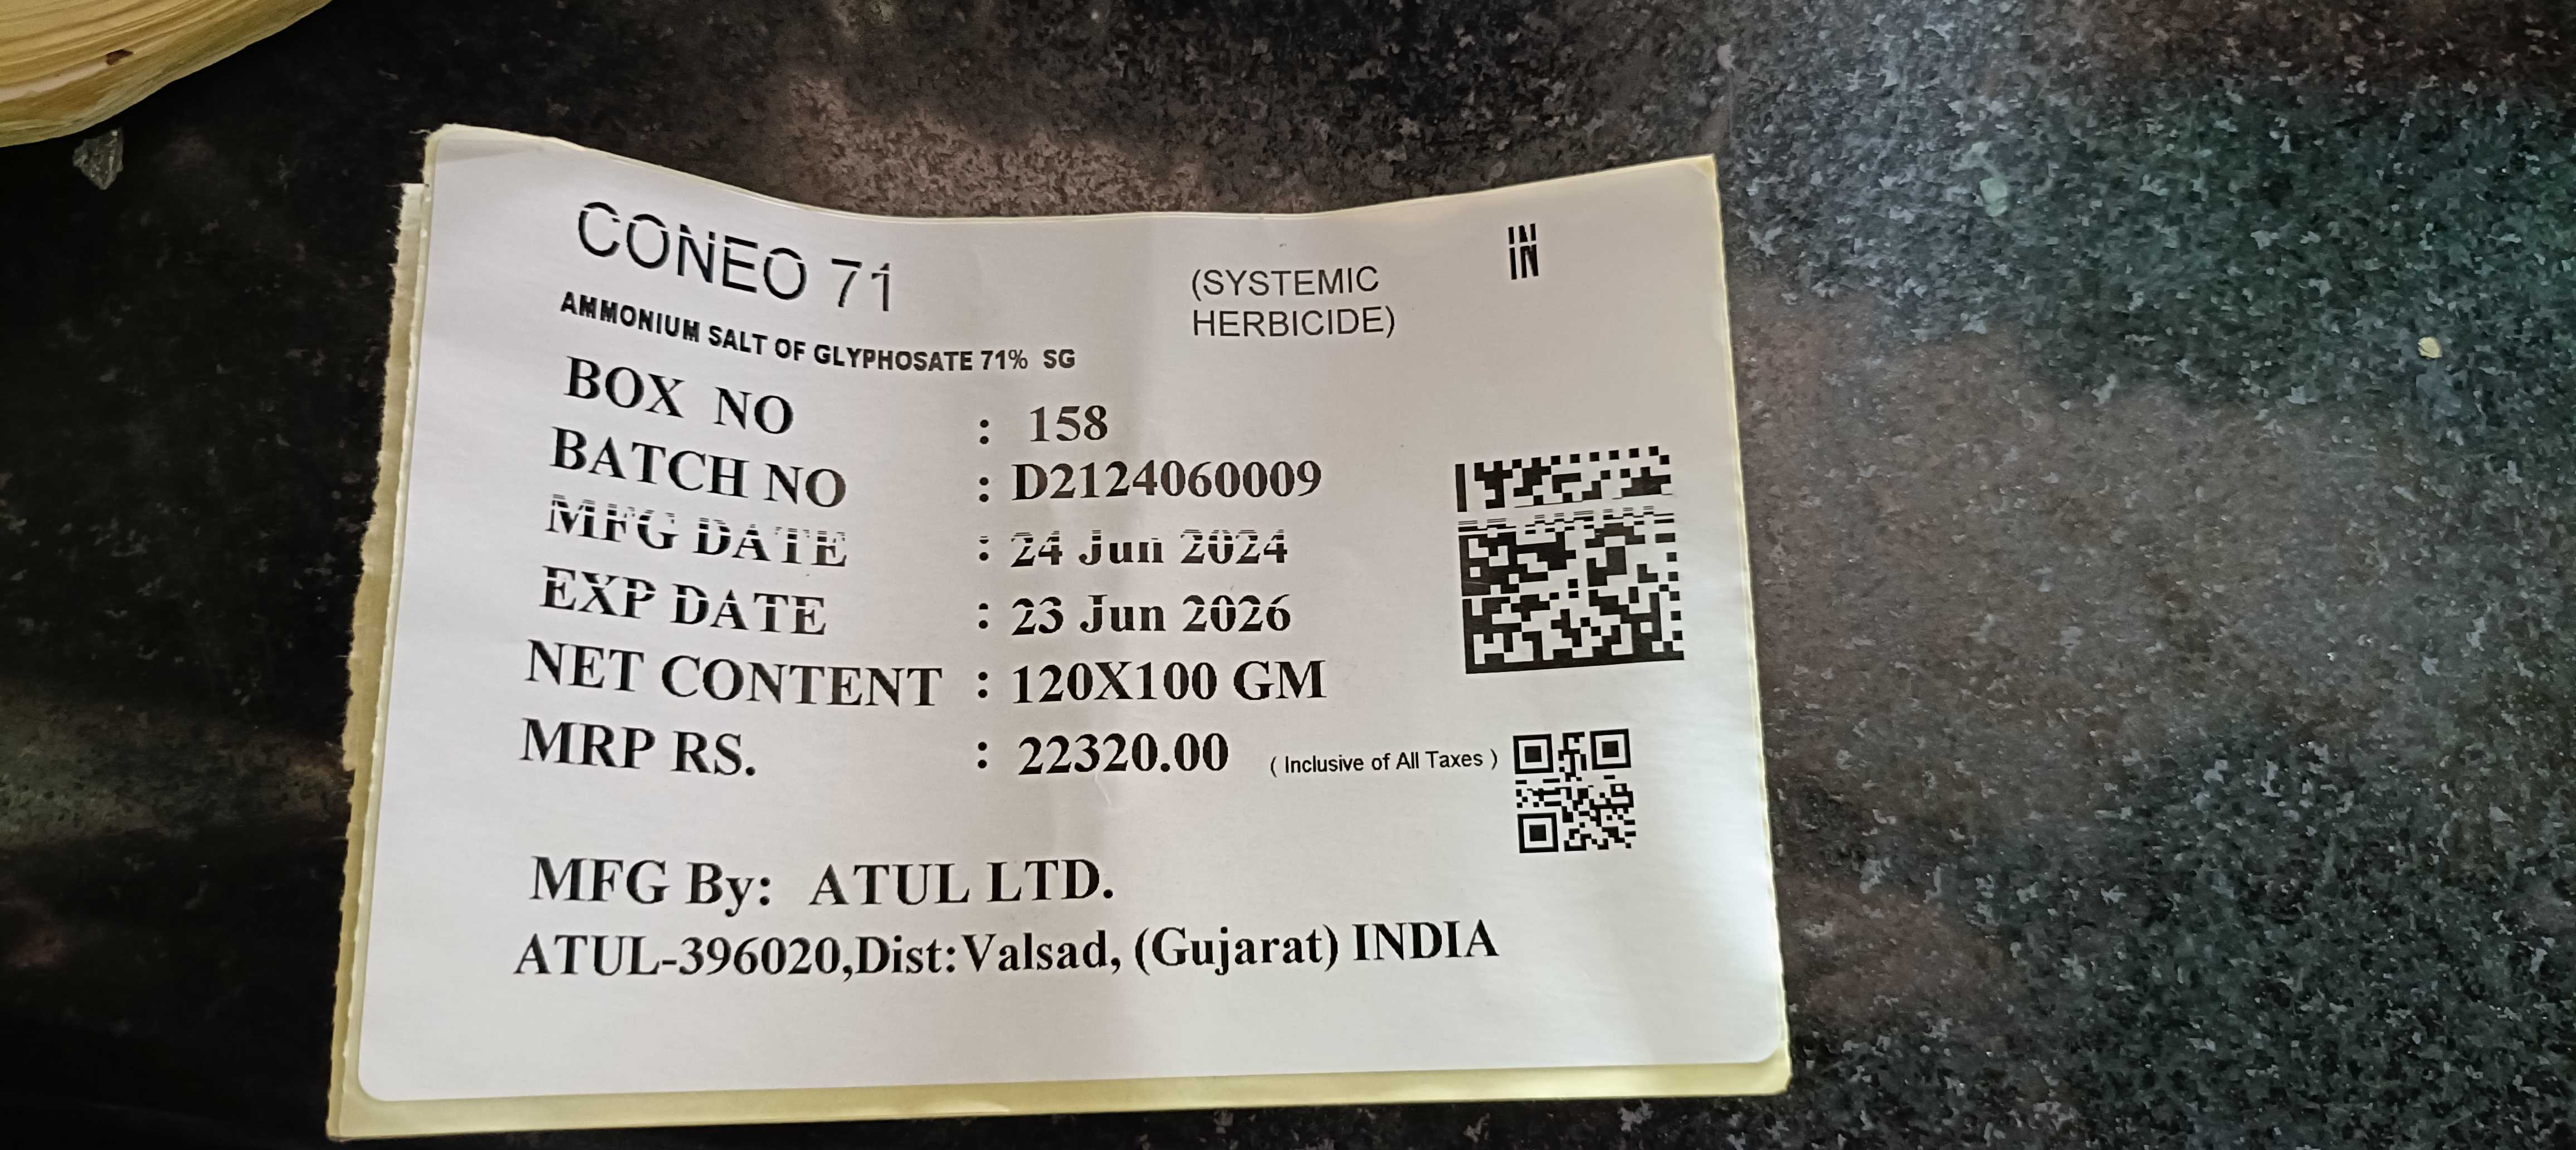 CONEO 71
(SYSTEMIC
HERBICIDE)
IN
IN
AMMONIUM SALT OF GLYPHOSATE 71% SG
BOX NO : 158
BATCH NO : D2124060009
MFG DATE : 24 Jun 2024
EXP DATE : 23 Jun 2026
NET CONTENT : 120X100 GM
MRP RS. : 22320.00 ( Inclusive of All Taxes )
MFG By: ATUL LTD.
ATUL-396020,Dist:Valsad, (Gujarat) INDIA